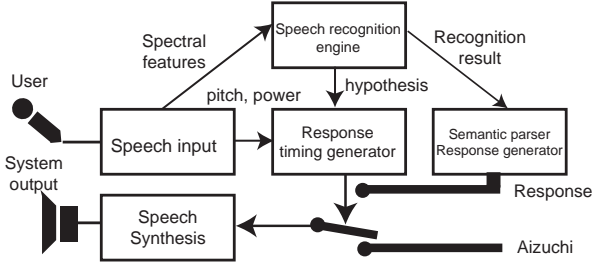 Speech recognition
engine
Spectral
features
Recognition
result
User
pitch, power
hypothesis
Speech input
Response
timing generator
Semantic parser
Response generator
System
output
Response
Speech
Synthesis
Aizuchi